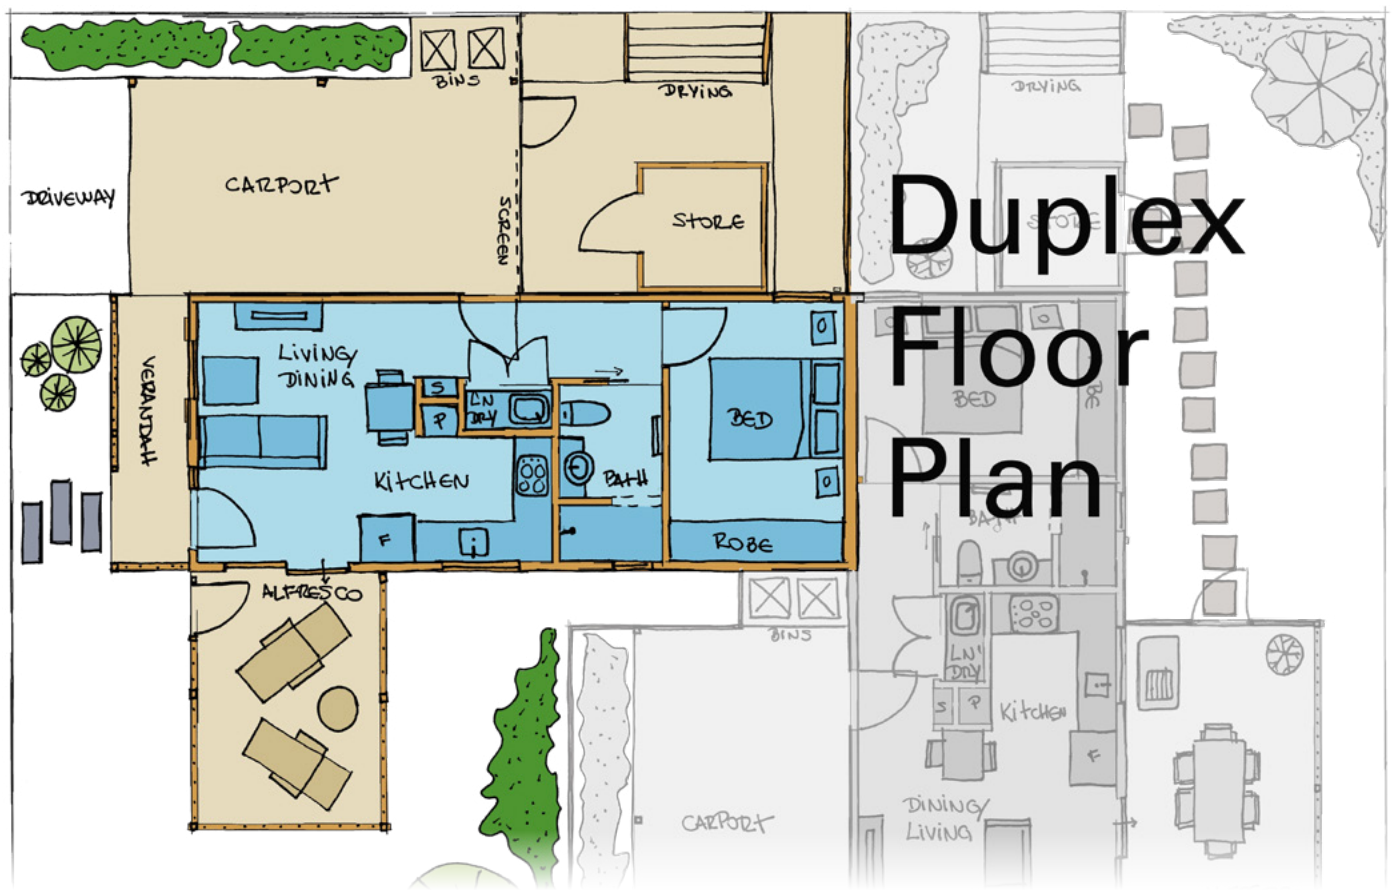 BINS
DRYING
DRYING
DRIVEWAY
CARPORT
SCREEN
STORE
STORE
Duplex
Floor
Plan
VERANDAH
LIVING/
DINING
S
P
LN
DRY
KITCHEN
F
BATH
BED
ROBE
BED
BATH
ALFRESCO
BINS
LN'
DRY
S
P
KITCHEN
F
CARPORT
DINING/
LIVING